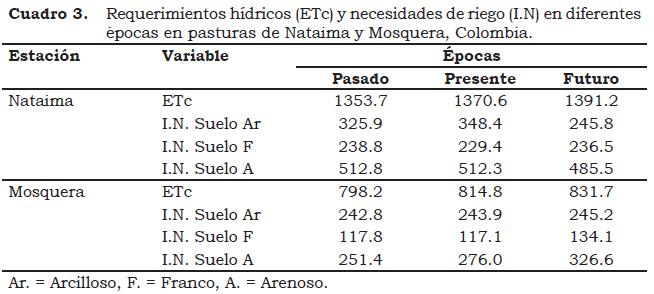 Cuadro 3. Requerimientos hídricos (ETc) y necesidades de riego (I.N) en diferentes
épocas en pasturas de Nataima y Mosquera, Colombia.
Estación Variable Épocas
Pasado Presente Futuro
Nataima ETc 1353.7 1370.6 1391.2
I.N. Suelo Ar 325.9 348.4 245.8
I.N. Suelo F 238.8 229.4 236.5
I.N. Suelo A 512.8 512.3 485.5
Mosquera ETc 798.2 814.8 831.7
I.N. Suelo Ar 242.8 243.9 245.2
I.N. Suelo F 117.8 117.1 134.1
I.N. Suelo A 251.4 276.0 326.6
Ar. = Arcilloso, F. = Franco, A. = Arenoso.